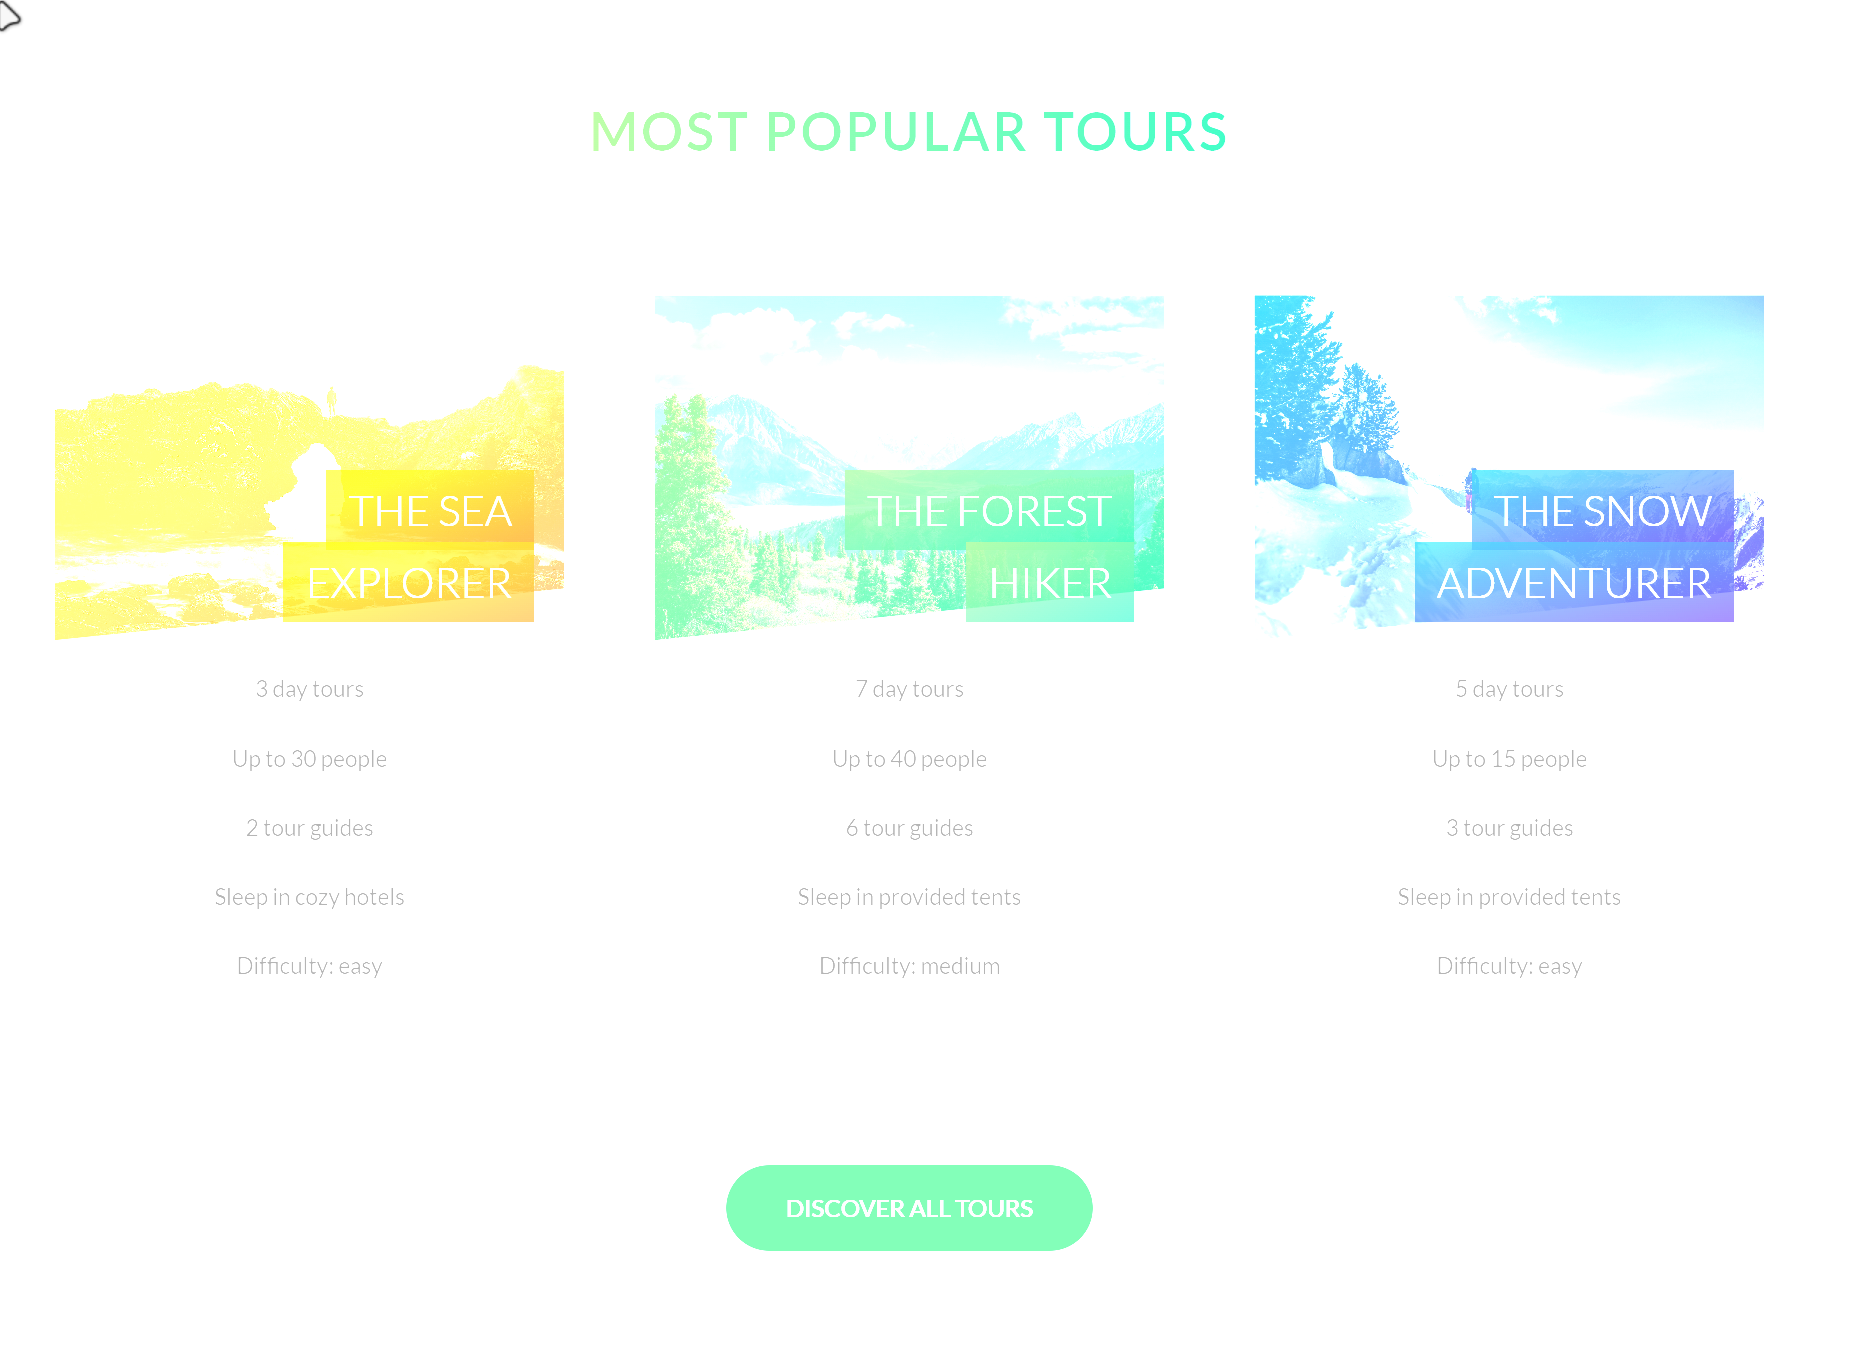 MOST POPULAR TOURS
THE SEA
EXPLORER
3 day tours
Up to 30 people
2 tour guides
Sleep in cozy hotels
Difficulty: easy
THE FOREST
HIKER
7 day tours
Up to 40 people
6 tour guides
Sleep in provided tents
Difficulty: medium
THE SNOW
ADVENTURER
5 day tours
Up to 15 people
3 tour guides
Sleep in provided tents
Difficulty: easy
DISCOVER ALL TOURS